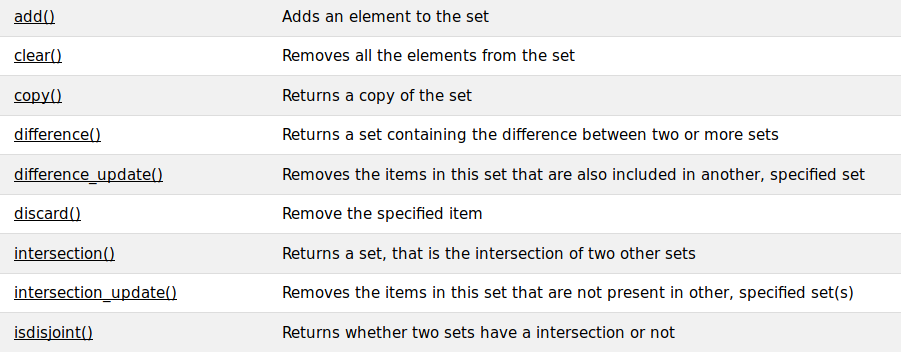 add() Adds an element to the set
clear() Removes all the elements from the set
copy() Returns a copy of the set
difference() Returns a set containing the difference between two or more sets
difference_update() Removes the items in this set that are also included in another, specified set
discard() Remove the specified item
intersection() Returns a set, that is the intersection of two other sets
intersection_update() Removes the items in this set that are not present in other, specified set(s)
isdisjoint() Returns whether two sets have a intersection or not